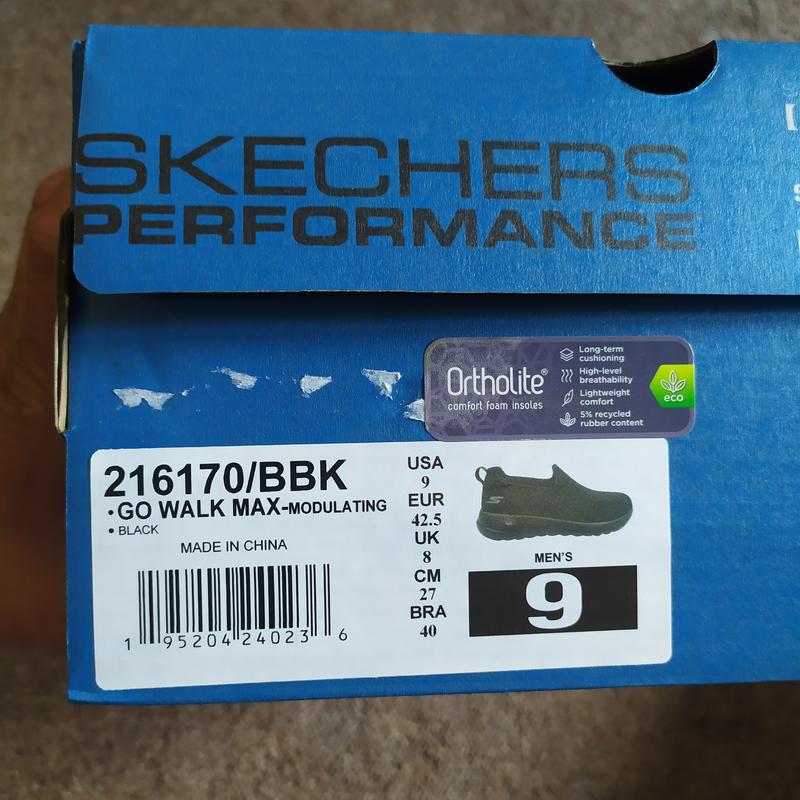 SKECHERS
PERFORMANCE
Ortholite®
comfort foam insoles
Long-term
cushioning
High-level
breathability
Lightweight
comfort
5% recycled
rubber content
eco
216170/BBK
•GO WALK MAX-MODULATING
• BLACK
MADE IN CHINA
1 95204 24023 6
USA
9
EUR
42.5
UK
8
CM
27
BRA
40
S
MEN'S
9